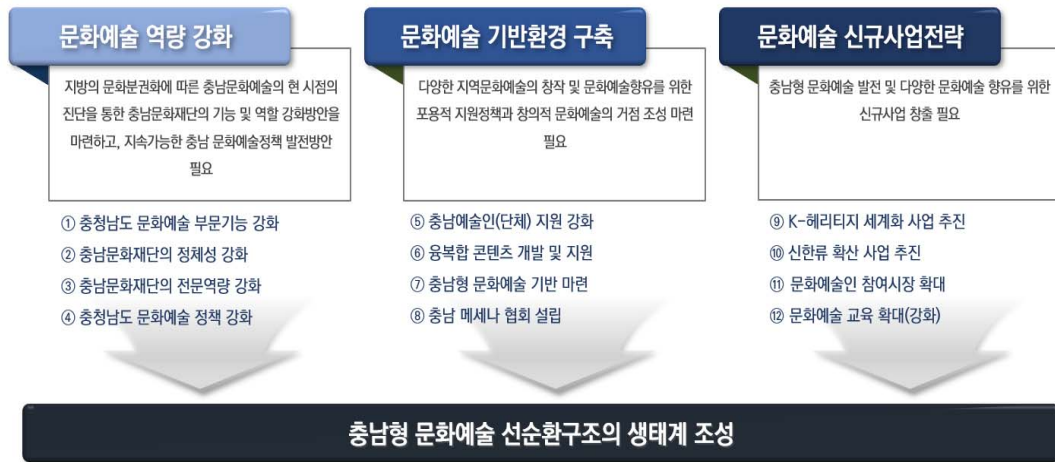 문화예술 역량 강화
지방의 문화분권화에 따른 충남문화예술의 현 시점의
진단을 통한 충남문화재단의 기능 및 역할 강화방안을
마련하고, 지속가능한 충남 문화예술정책 발전방안
필요
① 충청남도 문화예술 부문기능 강화
② 충남문화재단의 정체성 강화
③ 충남문화재단의 전문역량 강화
④ 충청남도 문화예술 정책 강화
문화예술 기반환경 구축
다양한 지역문화예술의 창작 및 문화예술향유를 위한
포용적 지원정책과 창의적 문화예술의 거점 조성 마련
필요
⑤ 충남예술인(단체) 지원 강화
⑥ 융복합 콘텐츠 개발 및 지원
⑦ 충남형 문화예술 기반 마련
⑧ 충남 메세나 협회 설립
문화예술 신규사업전략
충남형 문화예술 발전 및 다양한 문화예술 향유를 위한
신규사업 창출 필요
⑨ K-헤리티지 세계화 사업 추진
⑩ 신한류 확산 사업 추진
⑪ 문화예술인 참여시장 확대
⑫ 문화예술 교육 확대(강화)
충남형 문화예술 선순환구조의 생태계 조성